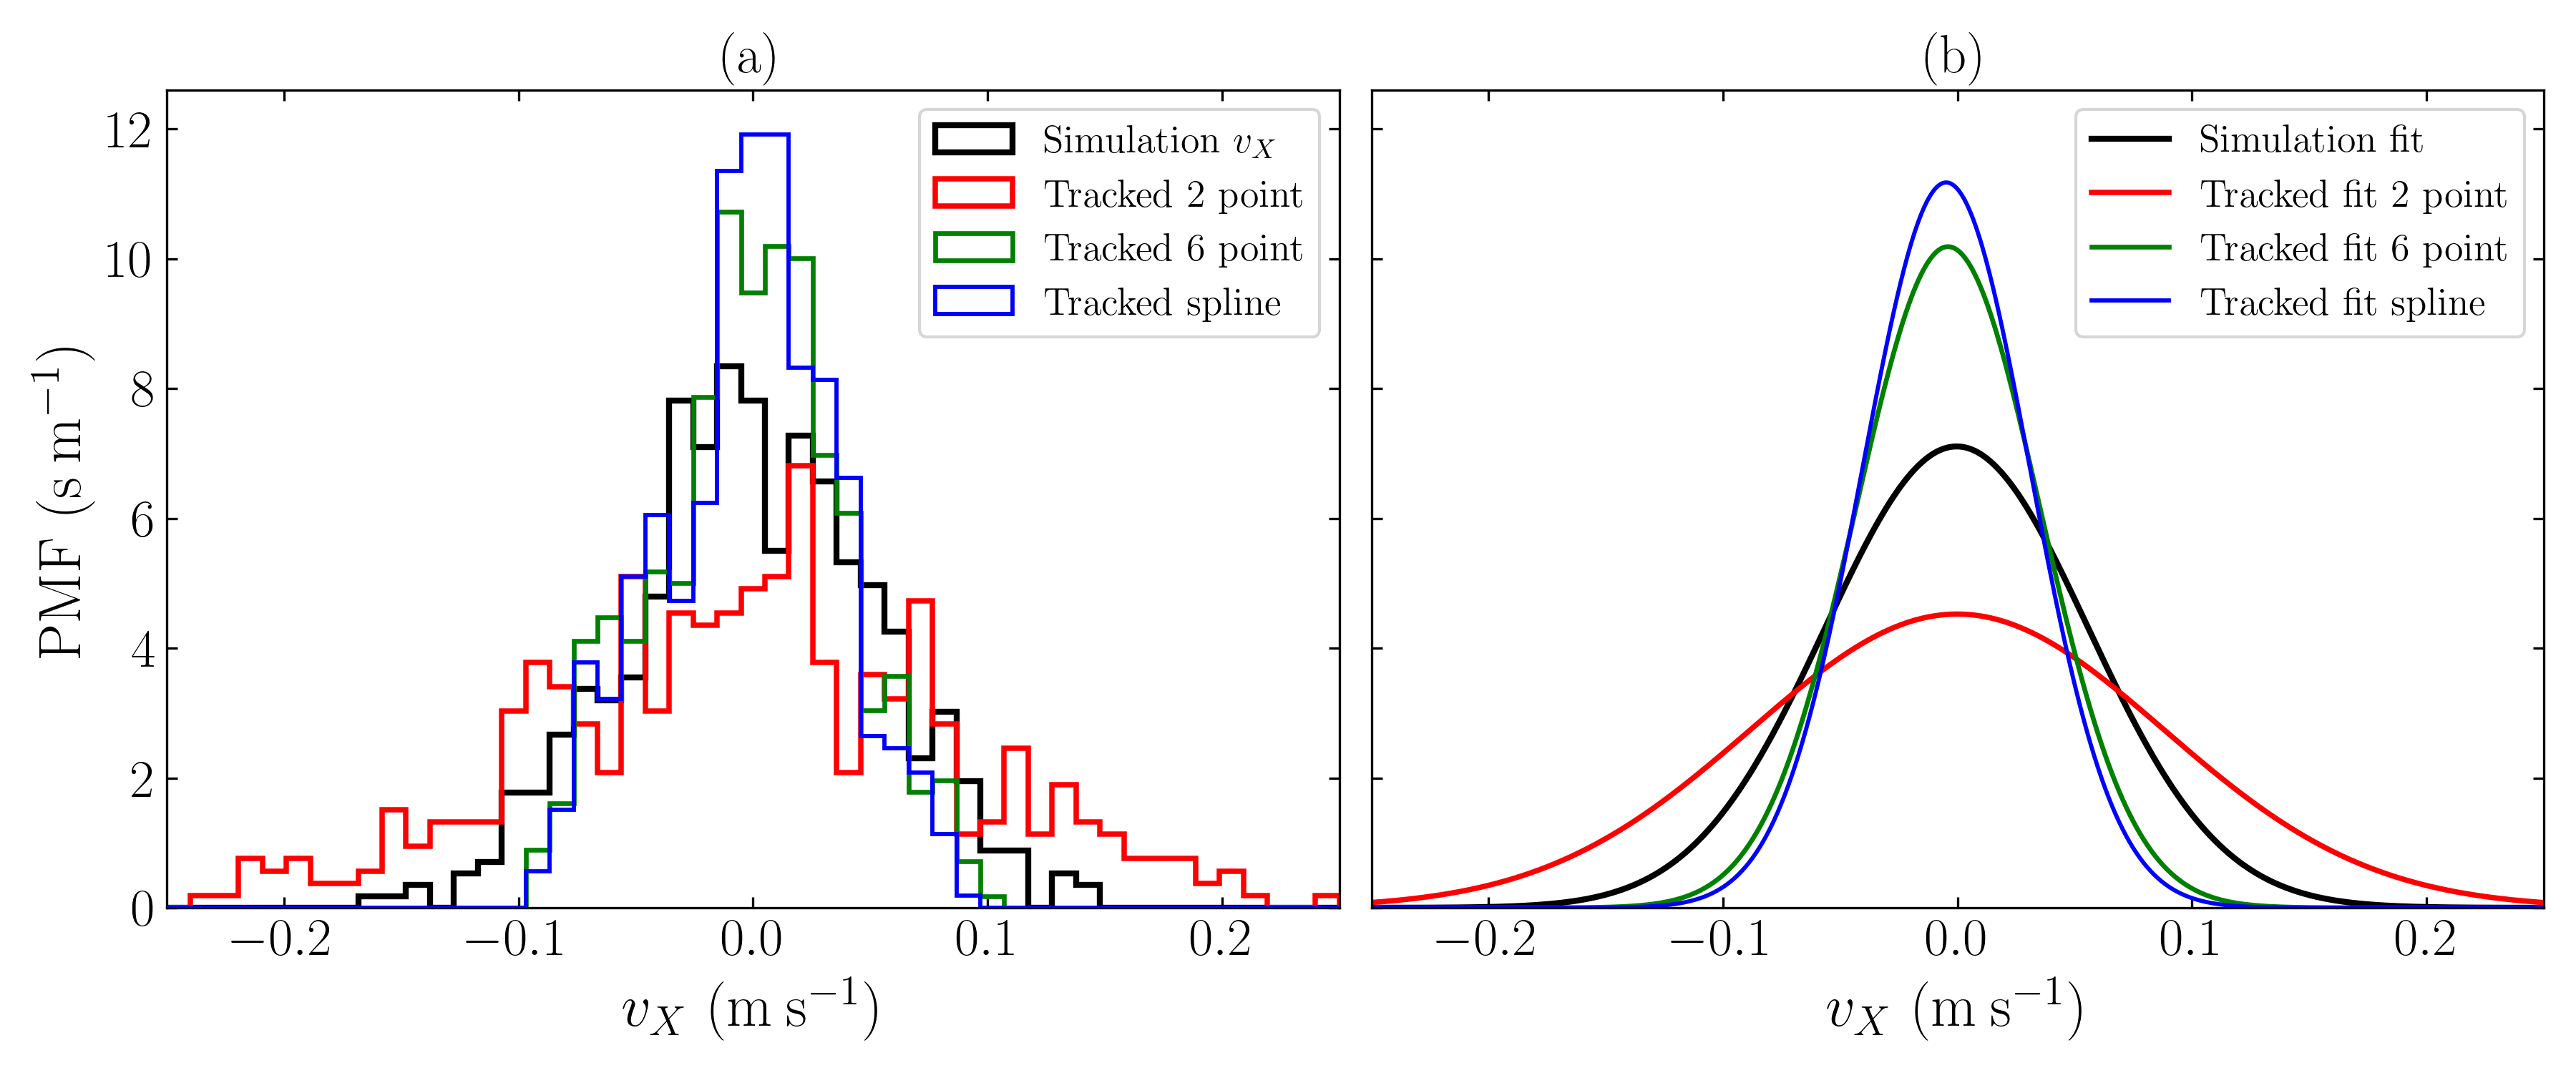 (a)
PMF (s m⁻¹)
12
10
8
6
4
2
0
−0.2
−0.1
0.0
0.1
0.2
v_X (m s⁻¹)
Simulation v_X
Tracked 2 point
Tracked 6 point
Tracked spline
(b)
Simulation fit
Tracked fit 2 point
Tracked fit 6 point
Tracked fit spline
−0.2
−0.1
0.0
0.1
0.2
v_X (m s⁻¹)